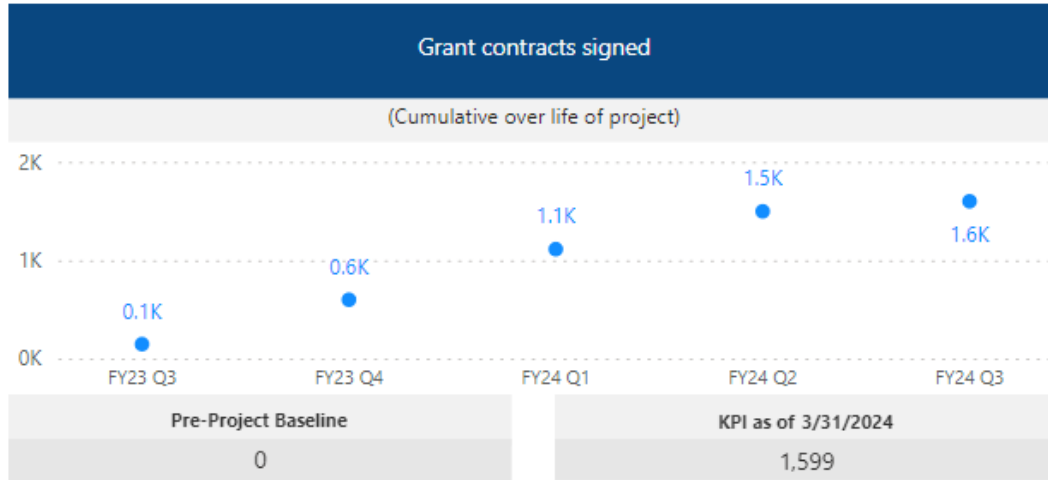 Grant contracts signed
(Cumulative over life of project)
2K
1.5K
1.1K
1.6K
1K
0.6K
0.1K
0K
FY23 Q3 FY23 Q4 FY24 Q1 FY24 Q2 FY24 Q3
Pre-Project Baseline KPI as of 3/31/2024
0 1,599